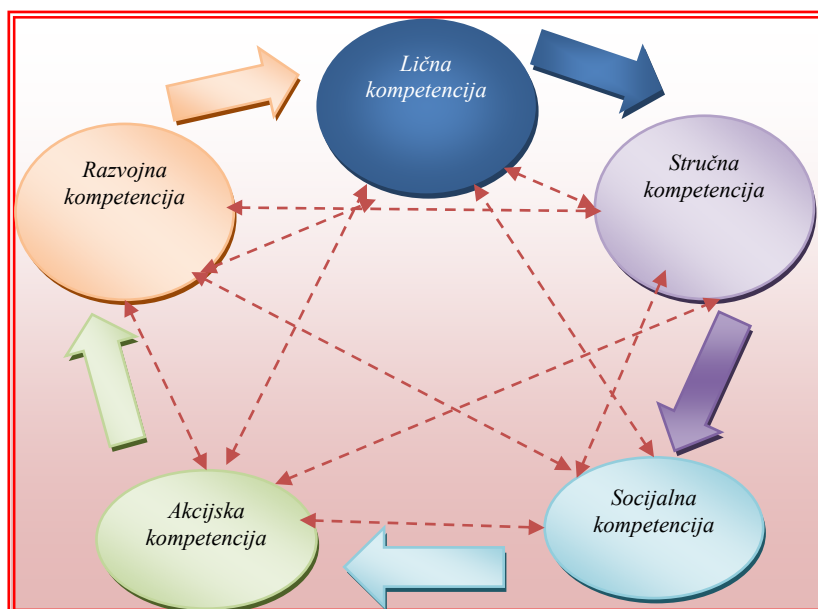 Lična
kompetencija
Stručna
kompetencija
Socijalna
kompetencija
Akcijska
kompetencija
Razvojna
kompetencija